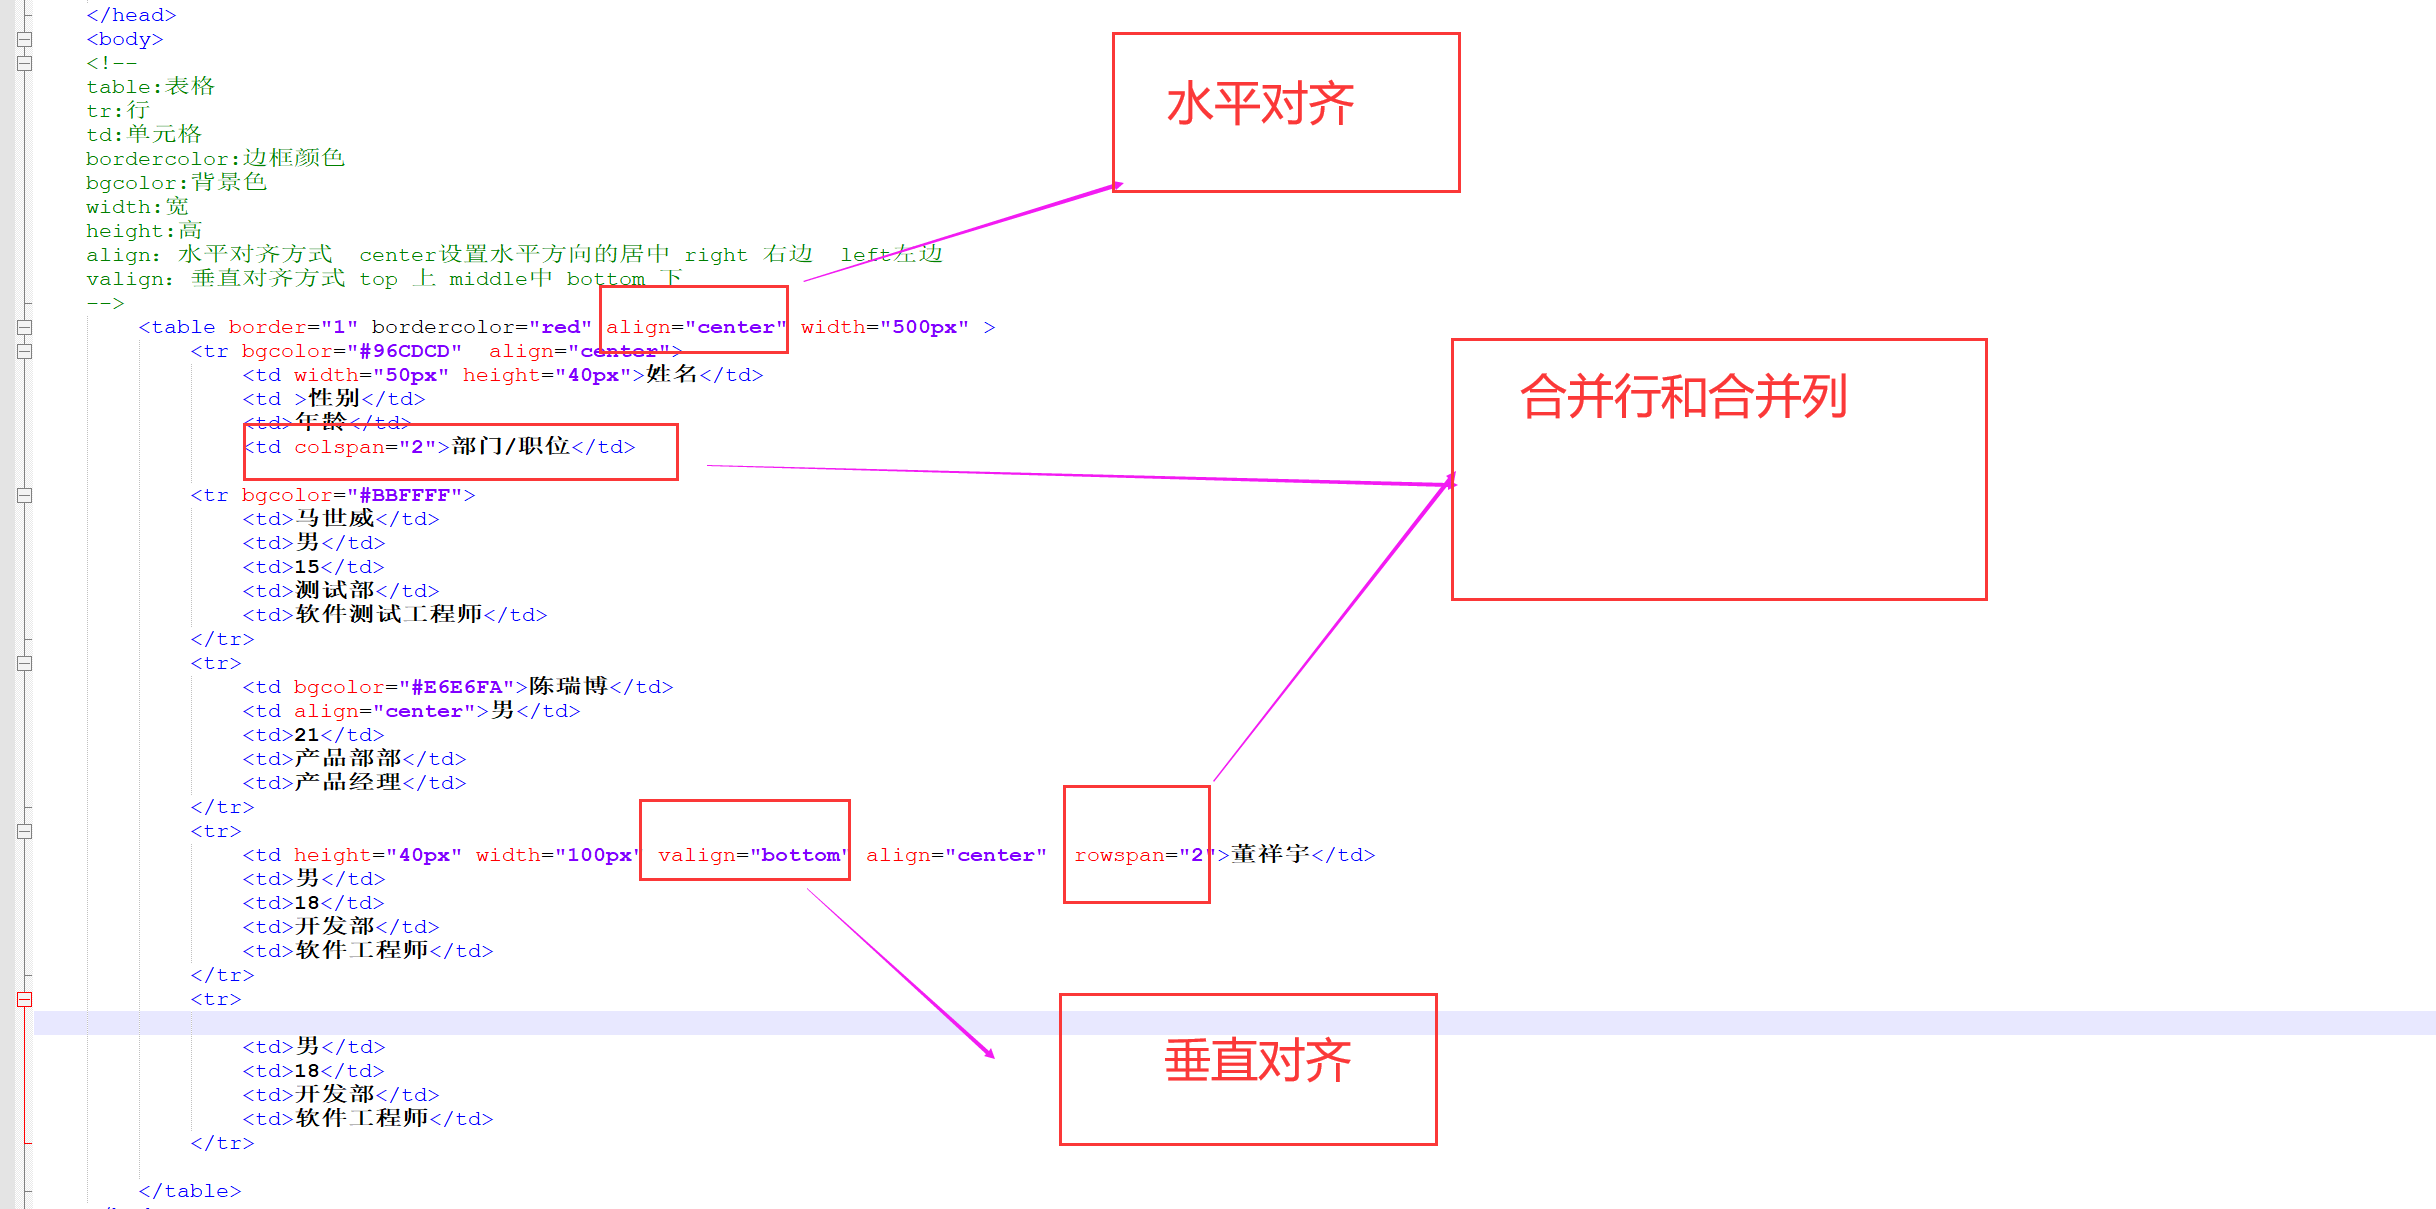 </head>
<body>
<!--
table:表格
tr:行
td:单元格
bordercolor:边框颜色
bgcolor:背景色
width:宽
height:高
align: 水平对齐方式  center设置水平方向的居中 right 右边  left左边
valign: 垂直对齐方式 top 上 middle中 bottom 下
-->
<table border="1" bordercolor="red" align="center" width="500px" >
<tr bgcolor="#96CDCD"  align="center">
<td width="50px" height="40px">姓名</td>
<td >性别</td>
<td>年龄</td>
<td colspan="2">部门/职位</td>
<tr bgcolor="#BBFFFF">
<td>马世威</td>
<td>男</td>
<td>15</td>
<td>测试部</td>
<td>软件测试工程师</td>
</tr>
<tr>
<td bgcolor="#E6E6FA">陈瑞博</td>
<td align="center">男</td>
<td>21</td>
<td>产品部部</td>
<td>产品经理</td>
</tr>
<tr>
<td height="40px" width="100px" valign="bottom" align="center"  rowspan="2">董祥宇</td>
<td>男</td>
<td>18</td>
<td>开发部</td>
<td>软件工程师</td>
</tr>
<tr>
<td>男</td>
<td>18</td>
<td>开发部</td>
<td>软件工程师</td>
</tr>
</table>
水平对齐
合并行和合并列
垂直对齐